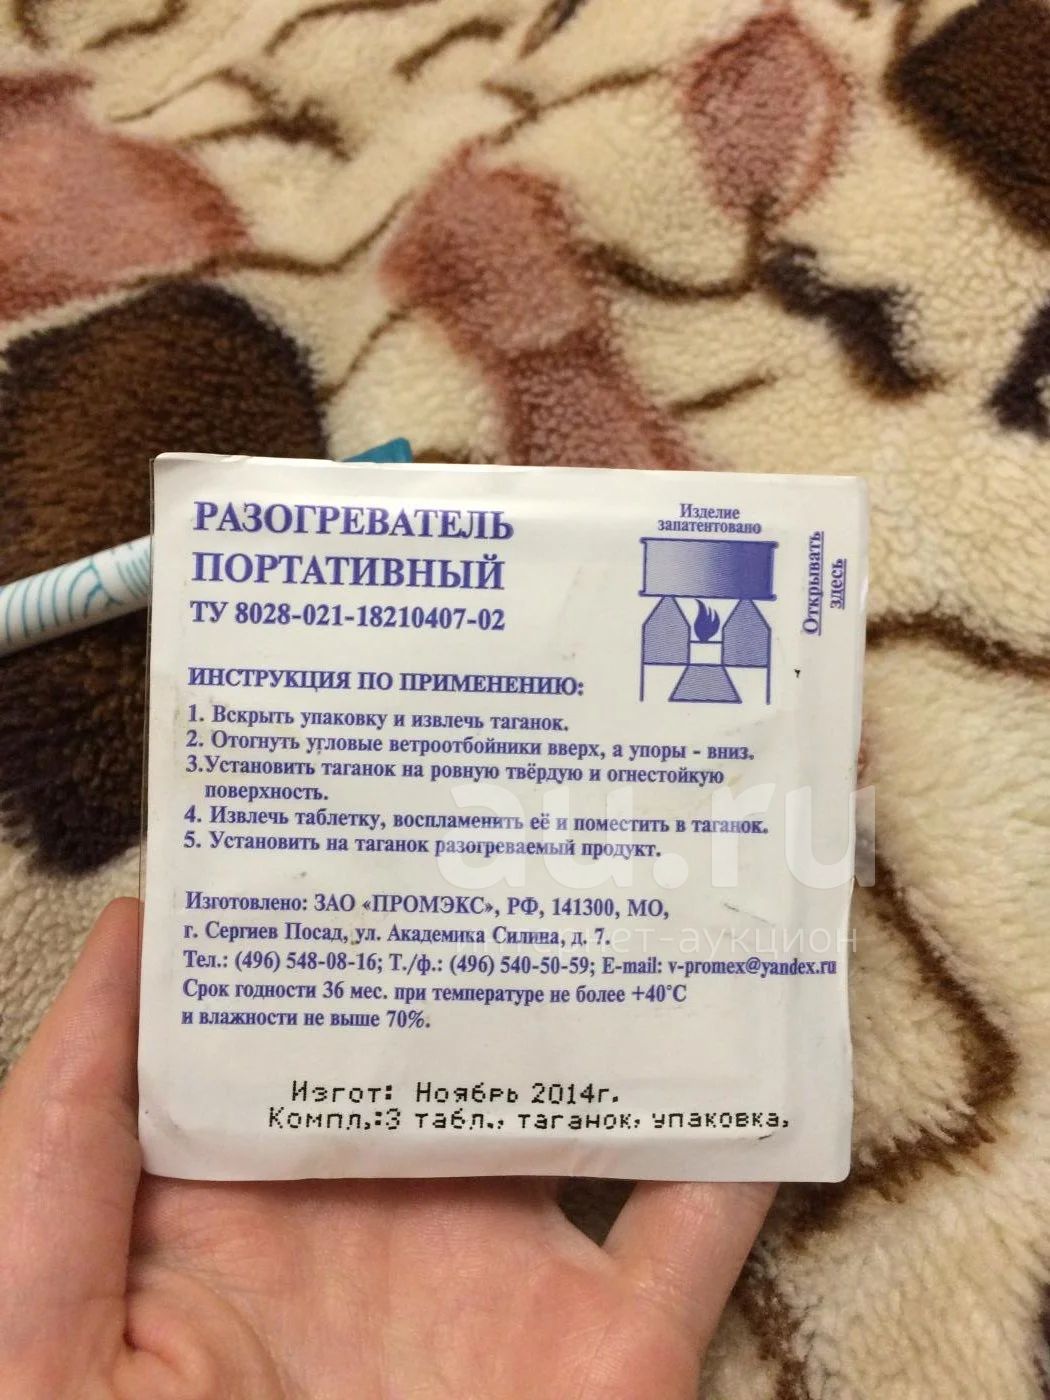 РАЗОГРЕВАТЕЛЬ
ПОРТАТИВНЫЙ
ТУ 8028-021-18210407-02
Изделие
запатентовано
Открывать
здесь
ИНСТРУКЦИЯ ПО ПРИМЕНЕНИЮ:
1. Вскрыть упаковку и извлечь таганок.
2. Отогнуть угловые ветроотбойники вверх, а упоры - вниз.
3.Установить таганок на ровную твёрдую и огнестойкую
поверхность.
4. Извлечь таблетку, воспламенить её и поместить в таганок.
5. Установить на таганок разогреваемый продукт.
Изготовлено: ЗАО «ПРОМЭКС», РФ, 141300, МО,
г. Сергиев Посад, ул. Академика Силина, д. 7.
Тел.: (496) 548-08-16; Т./ф.: (496) 540-50-59; E-mail: v-promex@yandex.ru
Срок годности 36 мес. при температуре не более +40°С
и влажности не выше 70%.
Изгот: Ноябрь 2014г.
Компл,:3 табл., таганок, упаковка,
au.ru
интернет-аукцион